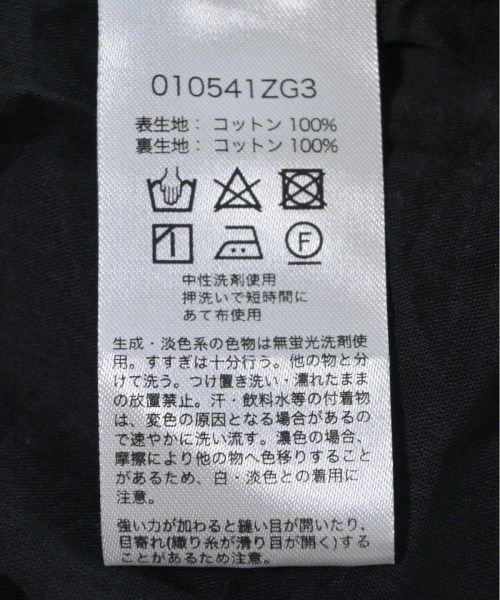 010541ZG3
表生地： コットン 100%
裏生地： コットン 100%
F
中性洗剤使用
押洗いで短時間に
あて布使用
生成・淡色系の色物は無蛍光洗剤使
用。すすぎは十分行う。他の物と分
けて洗う。つけ置き洗い・濡れたまま
の放置禁止。汗・飲料水等の付着物
は、変色の原因となる場合があるの
で速やかに洗い流す。濃色の場合、
摩擦により他の物へ色移りすること
があるため、白・淡色との着用に
注意。
強い力が加わると縫い目が開いたり、
目寄れ(織り糸が滑り目が開く)する
ことがあるため注意。